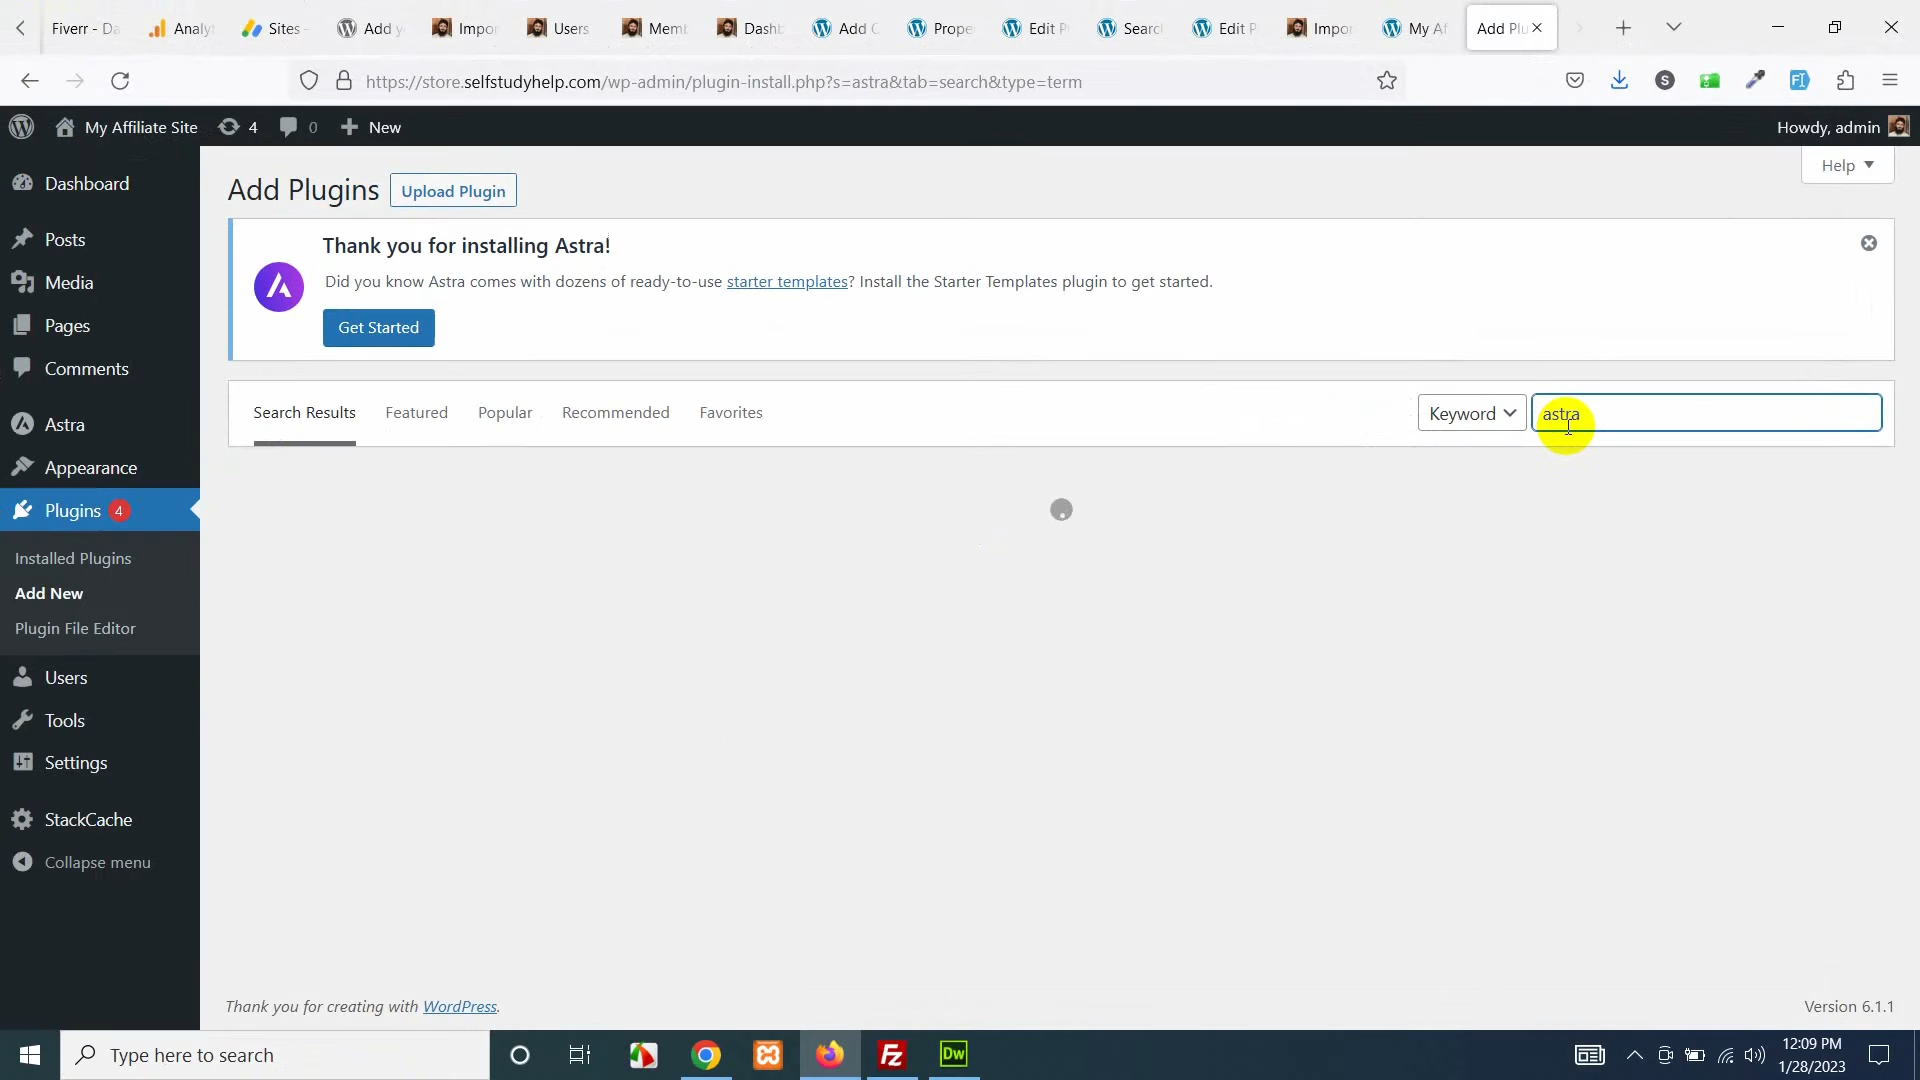 Fiverr - Da
Analyt
Sites -
Add y
Impor
Users
Memb
Dashb
Add C
Prope
Edit P
Searc
Edit P
Impor
My Af
Add Plu
https://store.selfstudyhelp.com/wp-admin/plugin-install.php?s=astra&tab=search&type=term
My Affiliate Site 4 0 New
Howdy, admin
Help
Dashboard
Posts
Media
Pages
Comments
Astra
Appearance
Plugins 4
Installed Plugins
Add New
Plugin File Editor
Users
Tools
Settings
StackCache
Collapse menu
Add Plugins Upload Plugin
Thank you for installing Astra!
Did you know Astra comes with dozens of ready-to-use starter templates? Install the Starter Templates plugin to get started.
Get Started
Search Results Featured Popular Recommended Favorites Keyword astra
Thank you for creating with WordPress.
Version 6.1.1
Type here to search
Fz
Dw
12:09 PM
1/28/2023